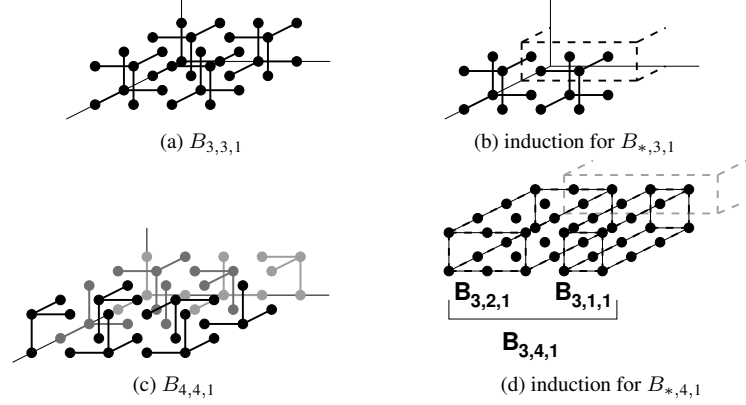 (a) B₃,₃,₁
(b) induction for B∗,₃,₁
B₃,₂,₁
B₃,₁,₁
B₃,₄,₁
(c) B₄,₄,₁
(d) induction for B∗,₄,₁